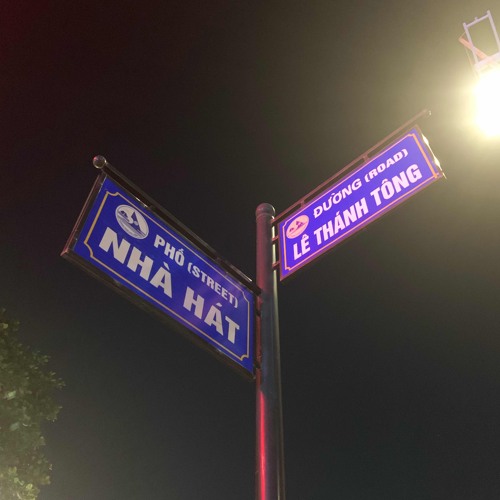 PHỐ (STREET)
NHÀ HÁT
ĐƯỜNG (ROAD)
LÊ THÁNH TÔNG